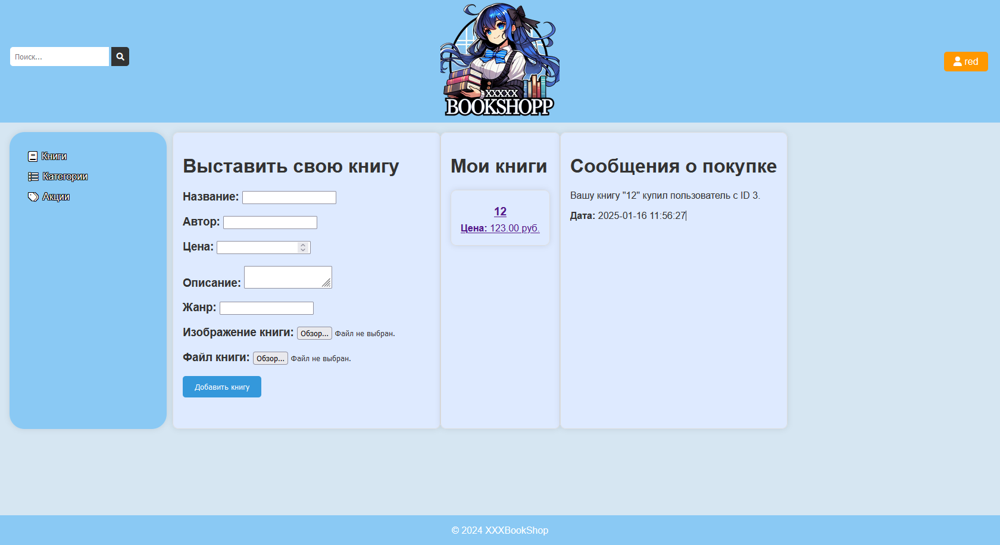 Поиск...
XXXXX
BOOKSHOPP
red
Книги
Категории
Акции
Выставить свою книгу
Название:
Автор:
Цена:
Описание:
Жанр:
Изображение книги: Обзор... Файл не выбран.
Файл книги: Обзор... Файл не выбран.
Добавить книгу
Мои книги
12
Цена: 123.00 руб.
Сообщения о покупке
Вашу книгу "12" купил пользователь с ID 3.
Дата: 2025-01-16 11:56:27
© 2024 XXXBookShop